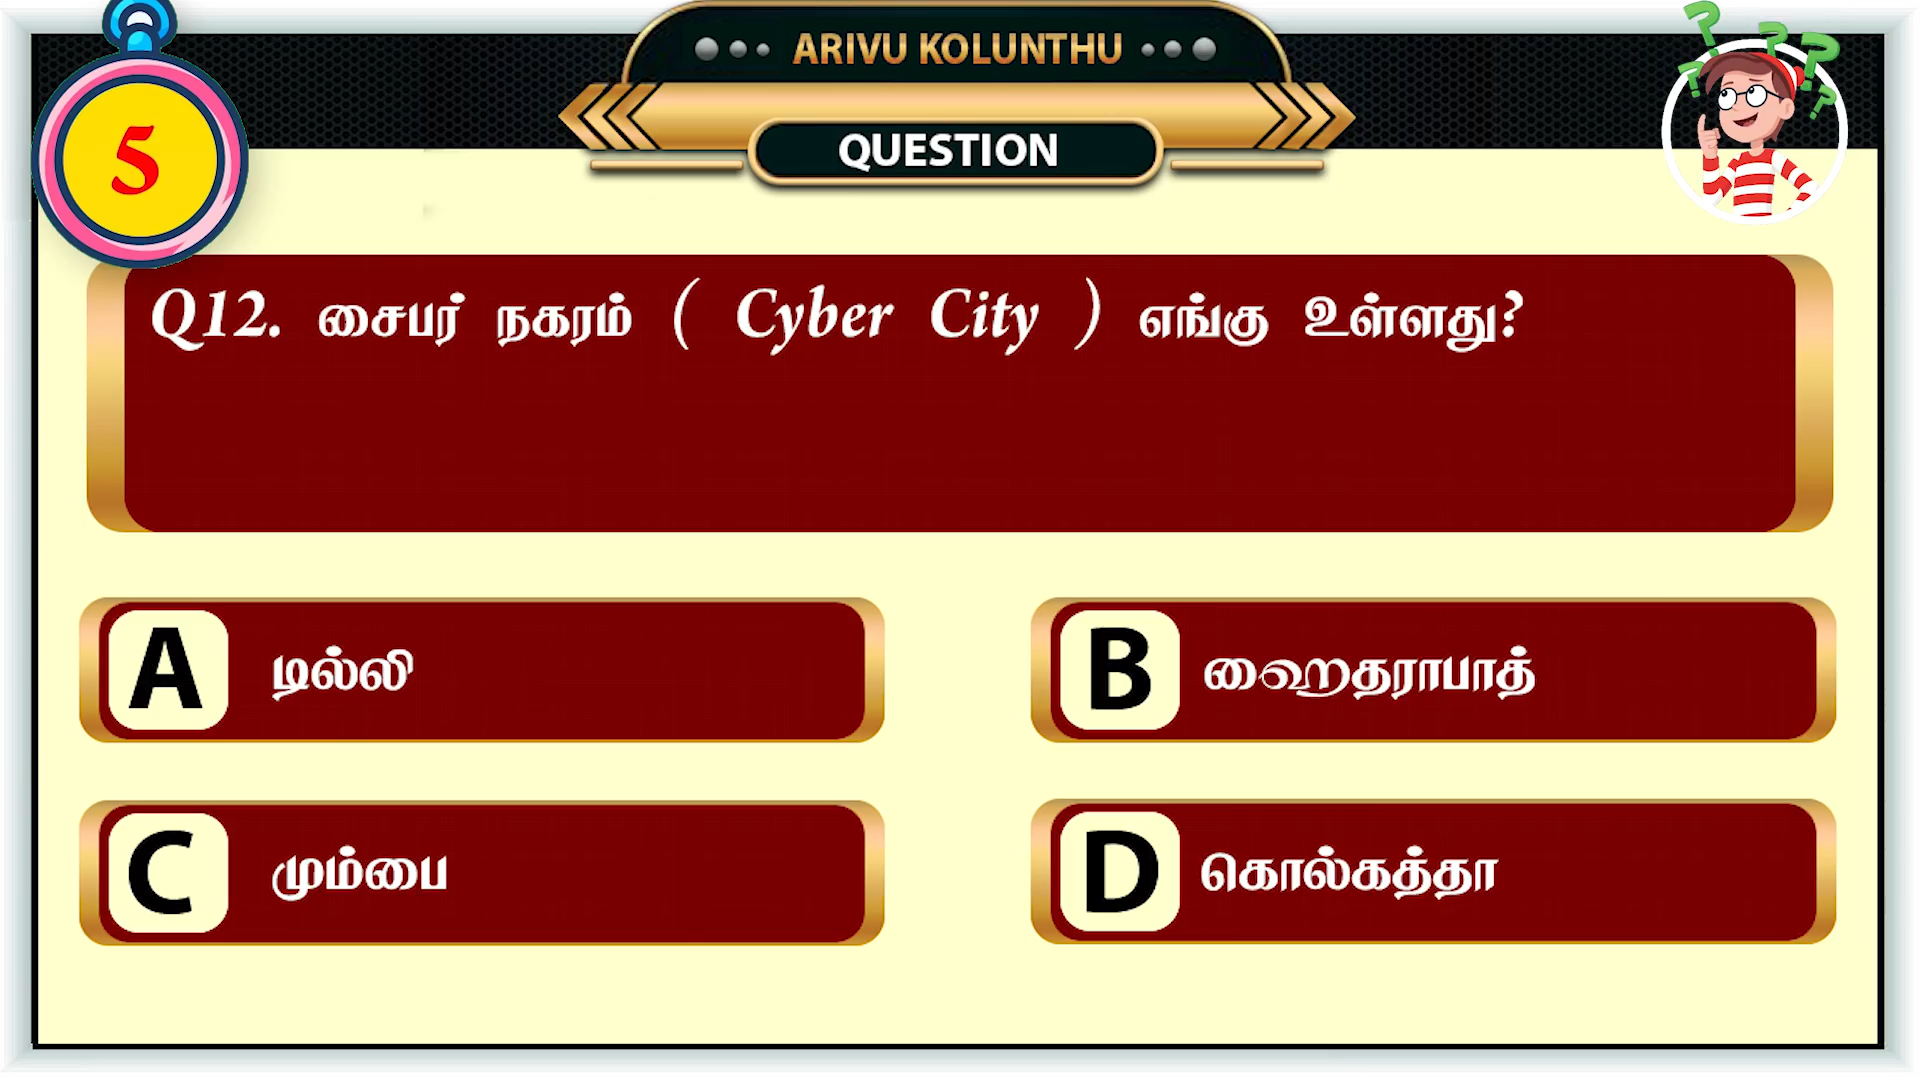 ARIVU KOLUNTHU
QUESTION
5
Q12. சைபர் நகரம் ( Cyber City ) எங்கு உள்ளது?
A டில்லி
B ஹைதராபாத்
C மும்பை
D கொல்கத்தா